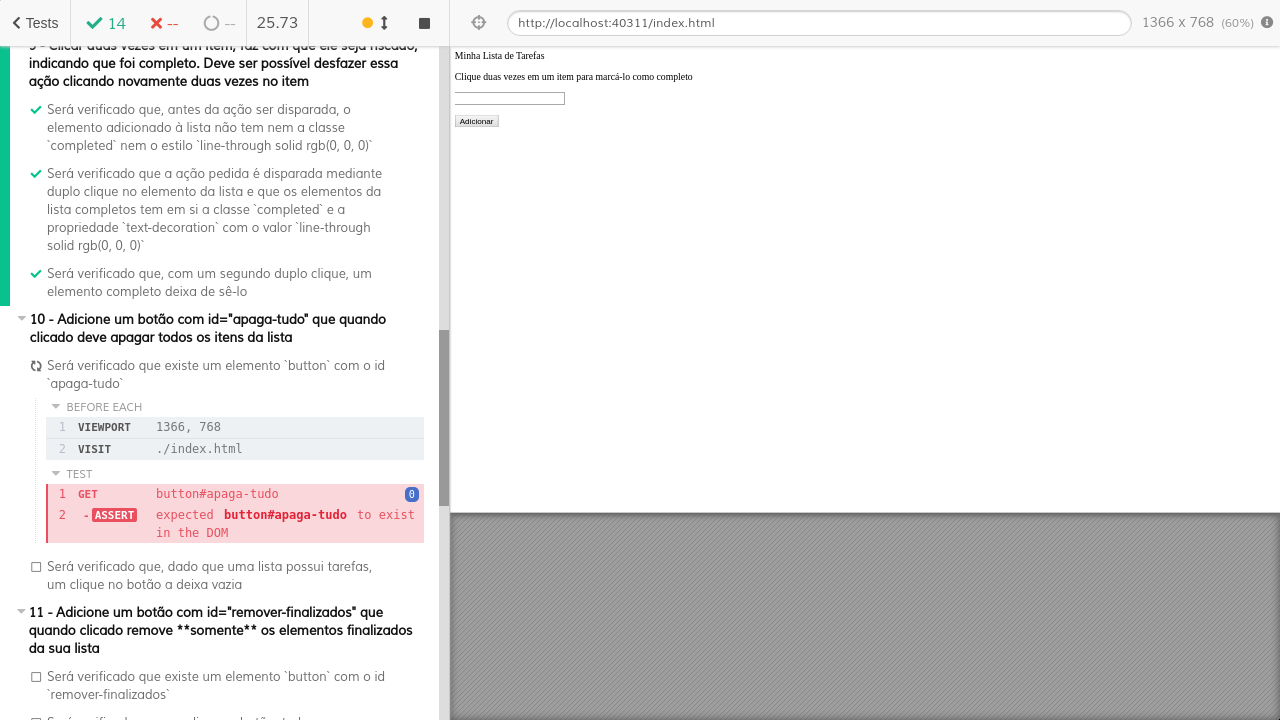 Tests
14
--
--
25.73
http://localhost:40311/index.html
1366 x 768 (60%)
9 - Clicar duas vezes em um item, faz com que ele seja riscado,
indicando que foi completo. Deve ser possível desfazer essa
ação clicando novamente duas vezes no item
Será verificado que, antes da ação ser disparada, o
elemento adicionado à lista não tem nem a classe
`completed` nem o estilo `line-through solid rgb(0, 0, 0)`
Será verificado que a ação pedida é disparada mediante
duplo clique no elemento da lista e que os elementos da
lista completos tem em si a classe `completed` e a
propriedade `text-decoration` com o valor `line-through
solid rgb(0, 0, 0)`
Será verificado que, com um segundo duplo clique, um
elemento completo deixa de sê-lo
10 - Adicione um botão com id="apaga-tudo" que quando
clicado deve apagar todos os itens da lista
Será verificado que existe um elemento `button` com o id
`apaga-tudo`
BEFORE EACH
1 VIEWPORT 1366, 768
2 VISIT ./index.html
TEST
1 GET button#apaga-tudo 0
2 -ASSERT expected button#apaga-tudo to exist
in the DOM
Será verificado que, dado que uma lista possui tarefas,
um clique no botão a deixa vazia
11 - Adicione um botão com id="remover-finalizados" que
quando clicado remove **somente** os elementos finalizados
da sua lista
Será verificado que existe um elemento `button` com o id
`remover-finalizados`
Minha Lista de Tarefas
Clique duas vezes em um item para marcá-lo como completo
Adicionar